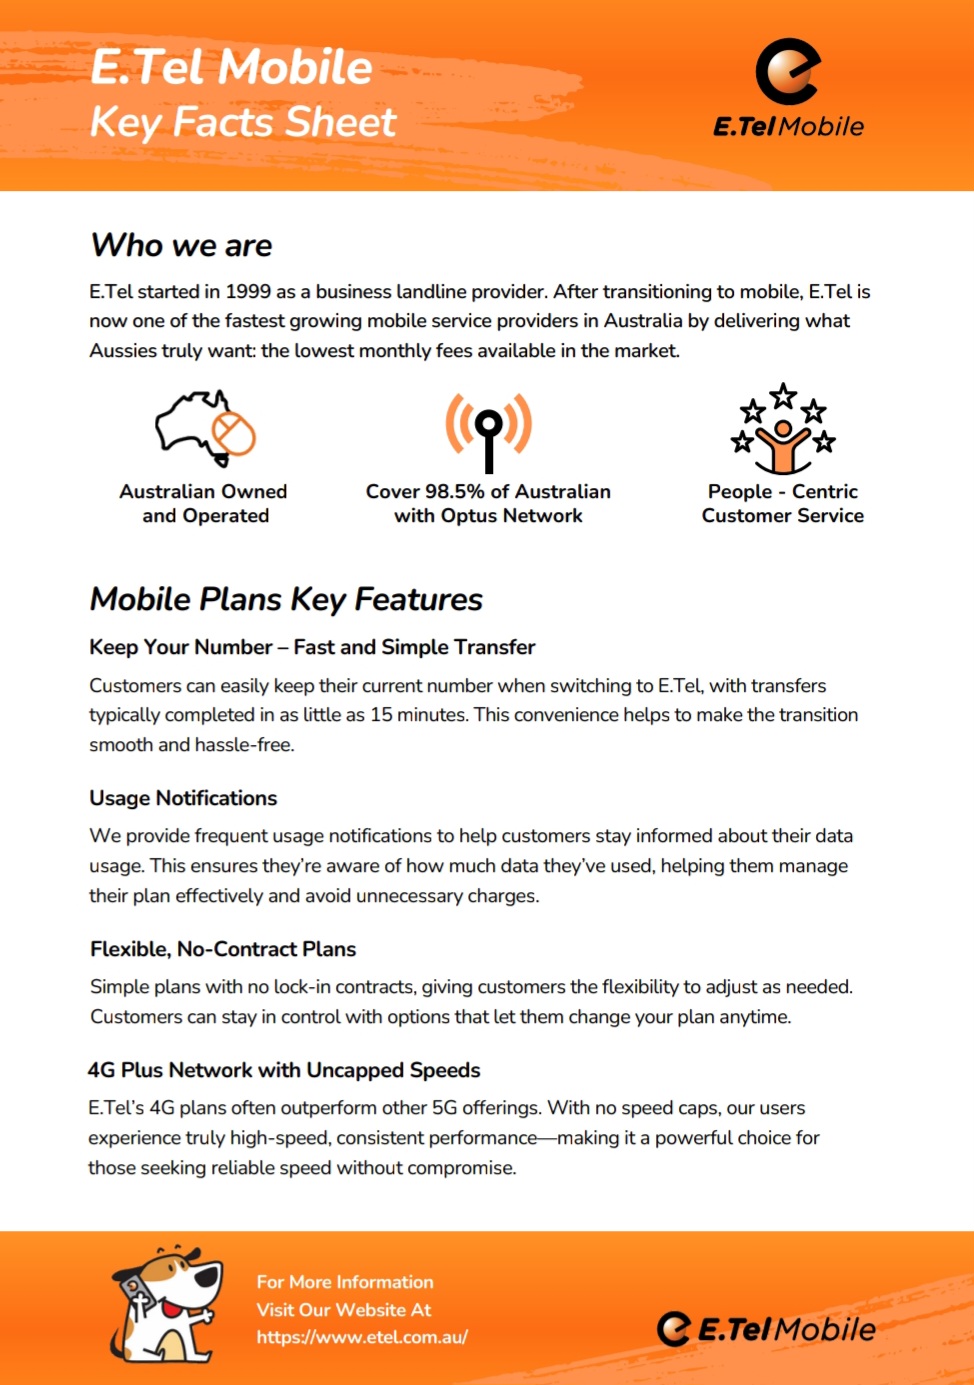 E.Tel Mobile
Key Facts Sheet
E.Tel Mobile
Who we are
E.Tel started in 1999 as a business landline provider. After transitioning to mobile, E.Tel is
now one of the fastest growing mobile service providers in Australia by delivering what
Aussies truly want: the lowest monthly fees available in the market.
Australian Owned
and Operated
Cover 98.5% of Australian
with Optus Network
People - Centric
Customer Service
Mobile Plans Key Features
Keep Your Number – Fast and Simple Transfer
Customers can easily keep their current number when switching to E.Tel, with transfers
typically completed in as little as 15 minutes. This convenience helps to make the transition
smooth and hassle-free.
Usage Notifications
We provide frequent usage notifications to help customers stay informed about their data
usage. This ensures they’re aware of how much data they’ve used, helping them manage
their plan effectively and avoid unnecessary charges.
Flexible, No-Contract Plans
Simple plans with no lock-in contracts, giving customers the flexibility to adjust as needed.
Customers can stay in control with options that let them change your plan anytime.
4G Plus Network with Uncapped Speeds
E.Tel’s 4G plans often outperform other 5G offerings. With no speed caps, our users
experience truly high-speed, consistent performance—making it a powerful choice for
those seeking reliable speed without compromise.
For More Information
Visit Our Website At
https://www.etel.com.au/
E.Tel Mobile